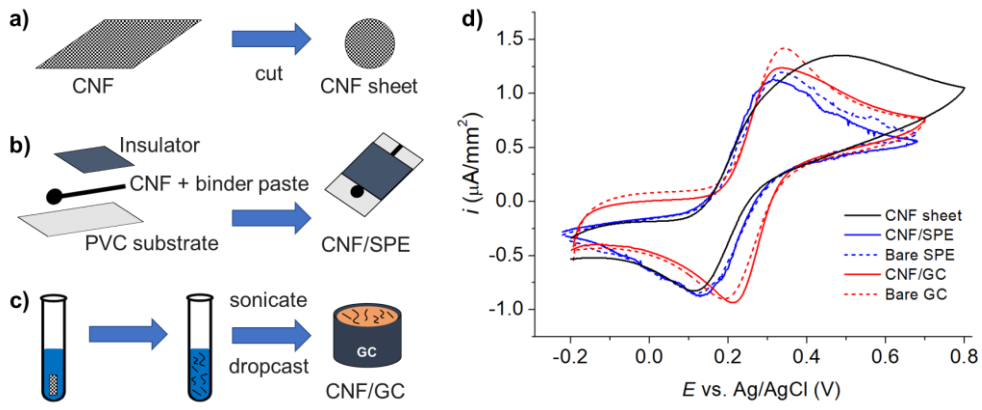 a)
CNF
cut
CNF sheet
b)
Insulator
CNF + binder paste
PVC substrate
CNF/SPE
c)
sonicate
dropcast
GC
CNF/GC
d)
i (μA/mm²)
1.5
1.0
0.5
0.0
-0.5
-1.0
CNF sheet
CNF/SPE
Bare SPE
CNF/GC
Bare GC
-0.2 0.0 0.2 0.4 0.6 0.8
E vs. Ag/AgCl (V)